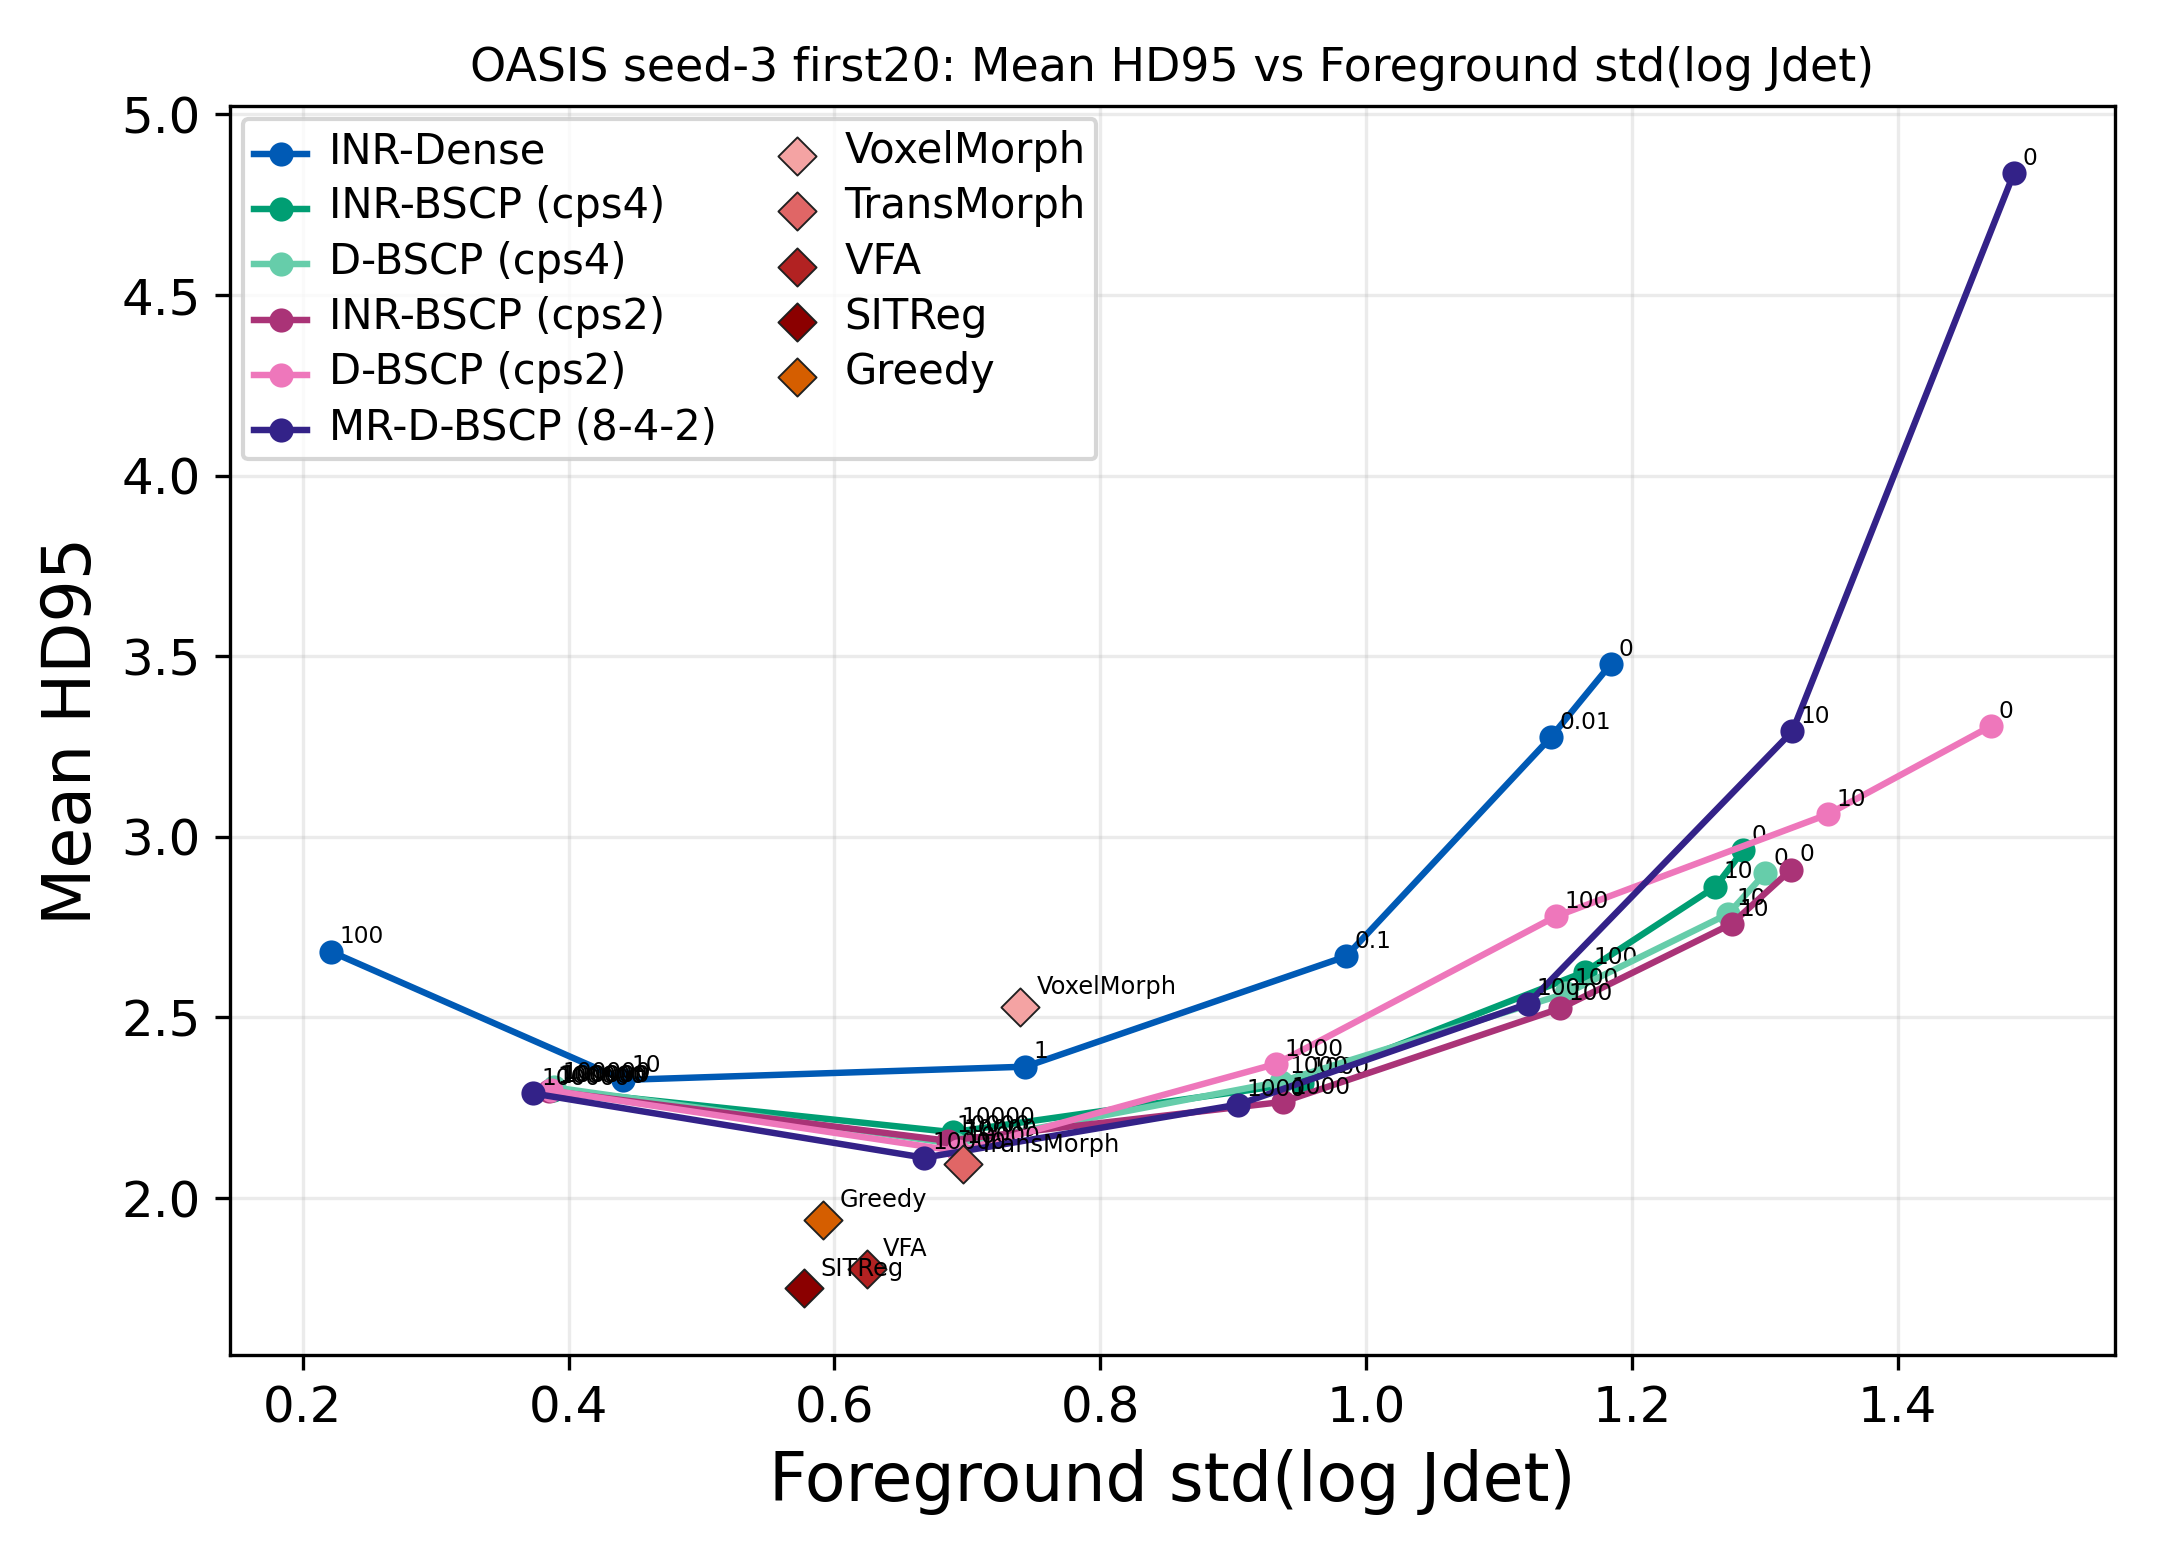 OASIS seed-3 first20: Mean HD95 vs Foreground std(log Jdet)
5.0
4.5
4.0
3.5
3.0
2.5
2.0
Mean HD95
INR-Dense
INR-BSCP (cps4)
D-BSCP (cps4)
INR-BSCP (cps2)
D-BSCP (cps2)
MR-D-BSCP (8-4-2)
VoxelMorph
TransMorph
VFA
SITReg
Greedy
0
0
0.01
0
10
10
0
0
0
10
10
10
100
0.1
100
100
100
100
100
VoxelMorph
1
10
1000
1000
1000
1000
10000
10000
TransMorph
Greedy
VFA
SITReg
0.2
0.4
0.6
0.8
1.0
1.2
1.4
Foreground std(log Jdet)